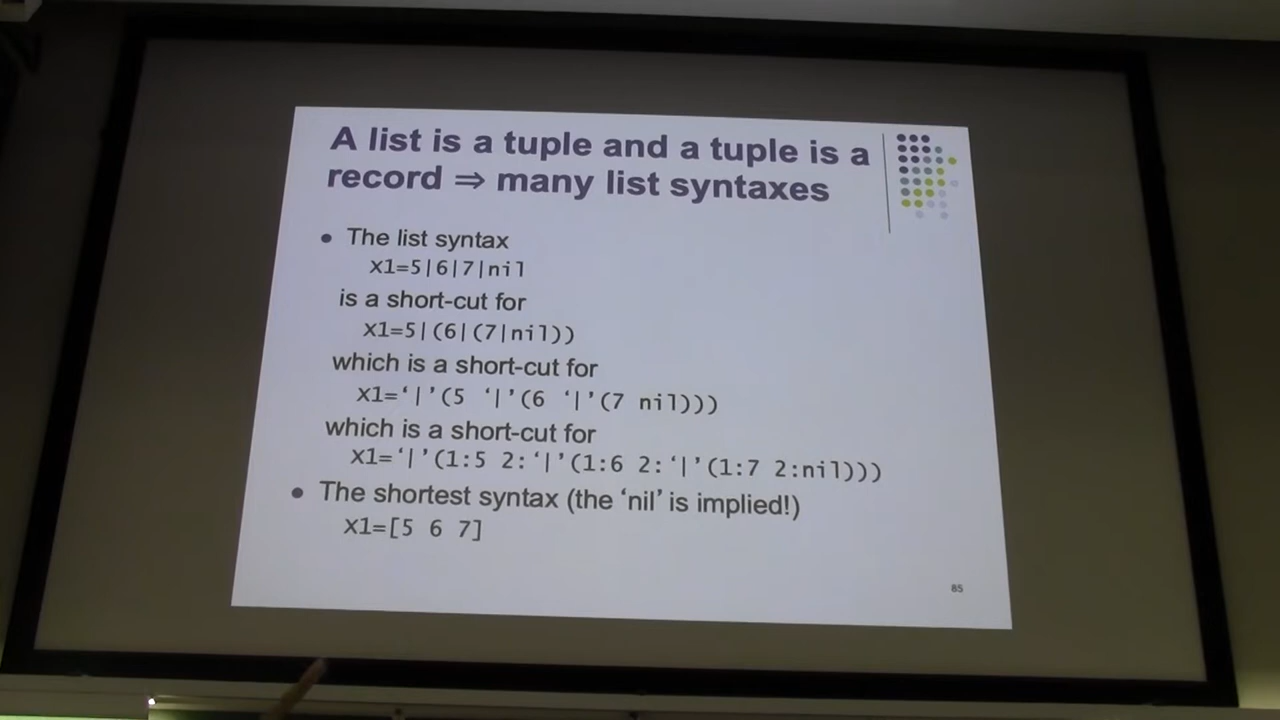 A list is a tuple and a tuple is a
record ⇒ many list syntaxes
• The list syntax
X1=5|6|7|nil
is a short-cut for
X1=5|(6|(7|nil))
which is a short-cut for
X1=‘|’(5 ‘|’(6 ‘|’(7 nil)))
which is a short-cut for
X1=‘|’(1:5 2:‘|’(1:6 2:‘|’(1:7 2:nil)))
• The shortest syntax (the ‘nil’ is implied!)
X1=[5 6 7]
85